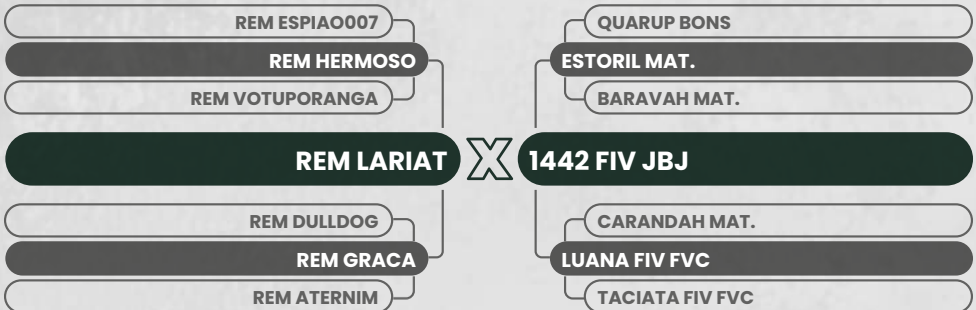 REM ESPIAO007
REM HERMOSO
REM VOTUPORANGA
REM LARIAT
REM DULLDOG
REM GRACA
REM ATERNIM
X
QUARUP BONS
ESTORIL MAT.
BARAVAH MAT.
1442 FIV JBJ
CARANDAH MAT.
LUANA FIV FVC
TACIATA FIV FVC